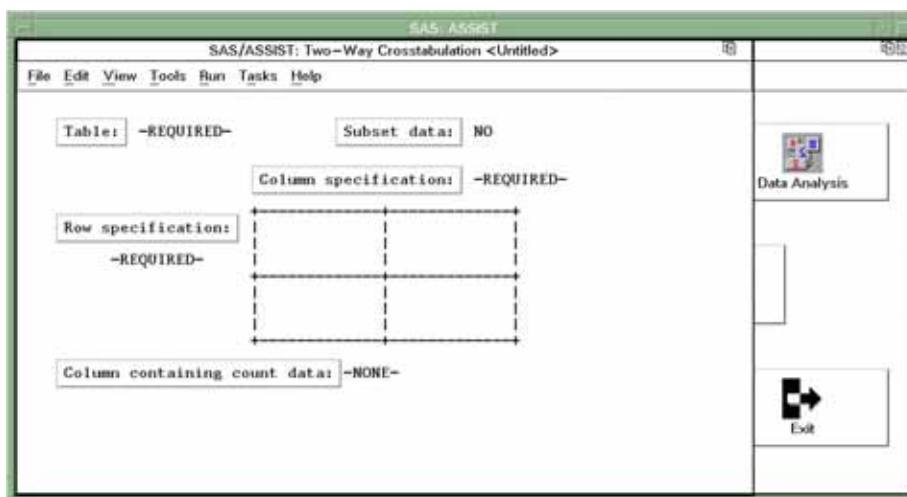 SAS: ASSIST
SAS/ASSIST: Two-Way Crosstabulation <Untitled>
File Edit View Tools Run Tasks Help
Table: -REQUIRED- Subset data: NO
Column specification: -REQUIRED-
Data Analysis
Row specification:
-REQUIRED-
Column containing count data: -NONE-
Exit